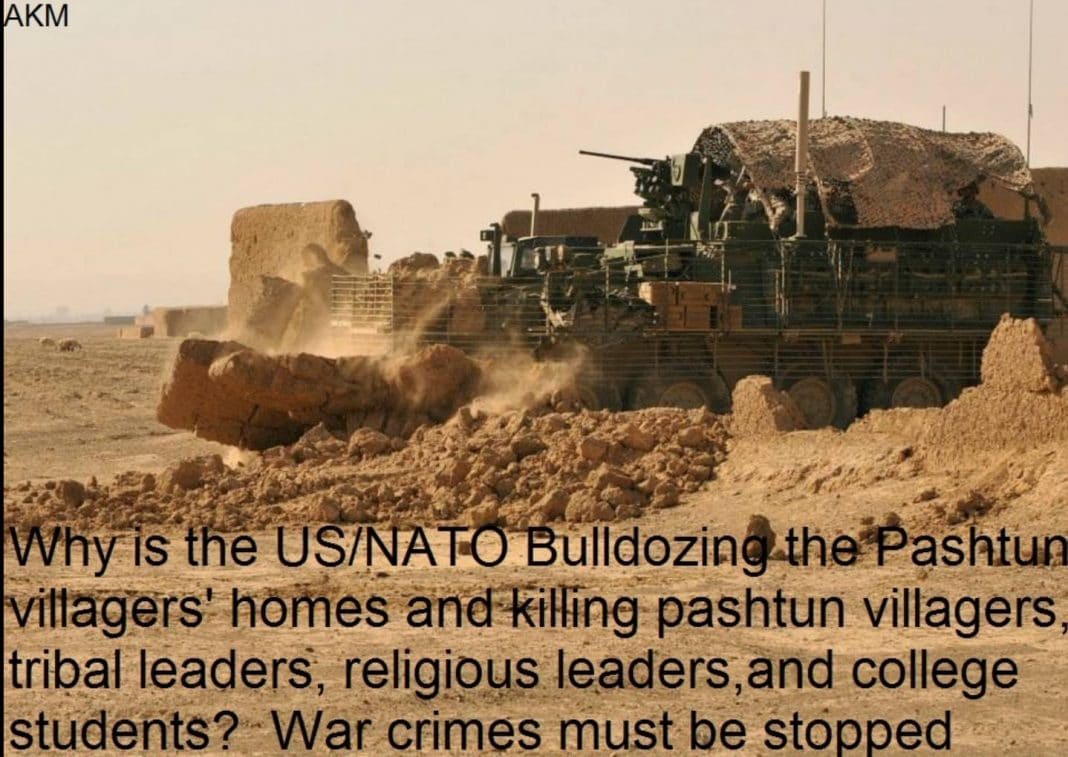 AKM
Why is the US/NATO Bulldozing the Pashtun
villagers' homes and killing pashtun villagers,
tribal leaders, religious leaders,and college
students?  War crimes must be stopped